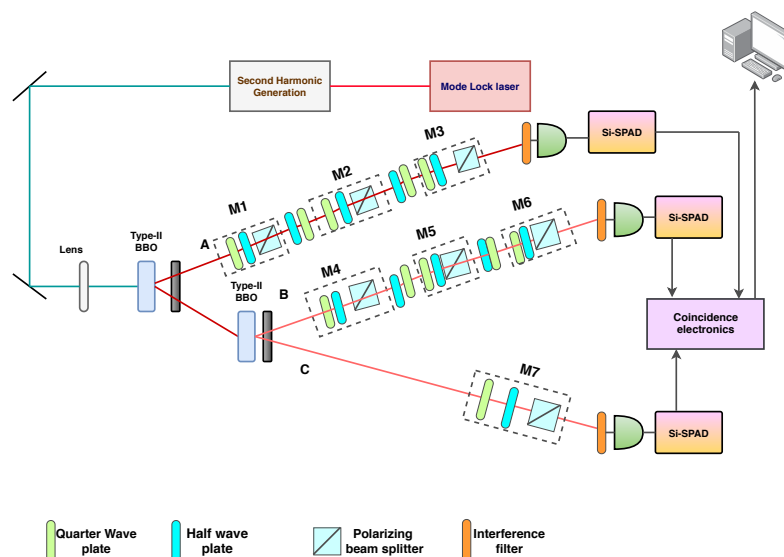 Second Harmonic
Generation
Mode Lock laser
M3
Si-SPAD
M2
M1
Type-II
BBO
A
M6
Si-SPAD
M5
Lens
M4
Type-II
BBO
B
Coincidence
electronics
C
M7
Si-SPAD
Quarter Wave
plate
Half wave
plate
Polarizing
beam splitter
Interference
filter